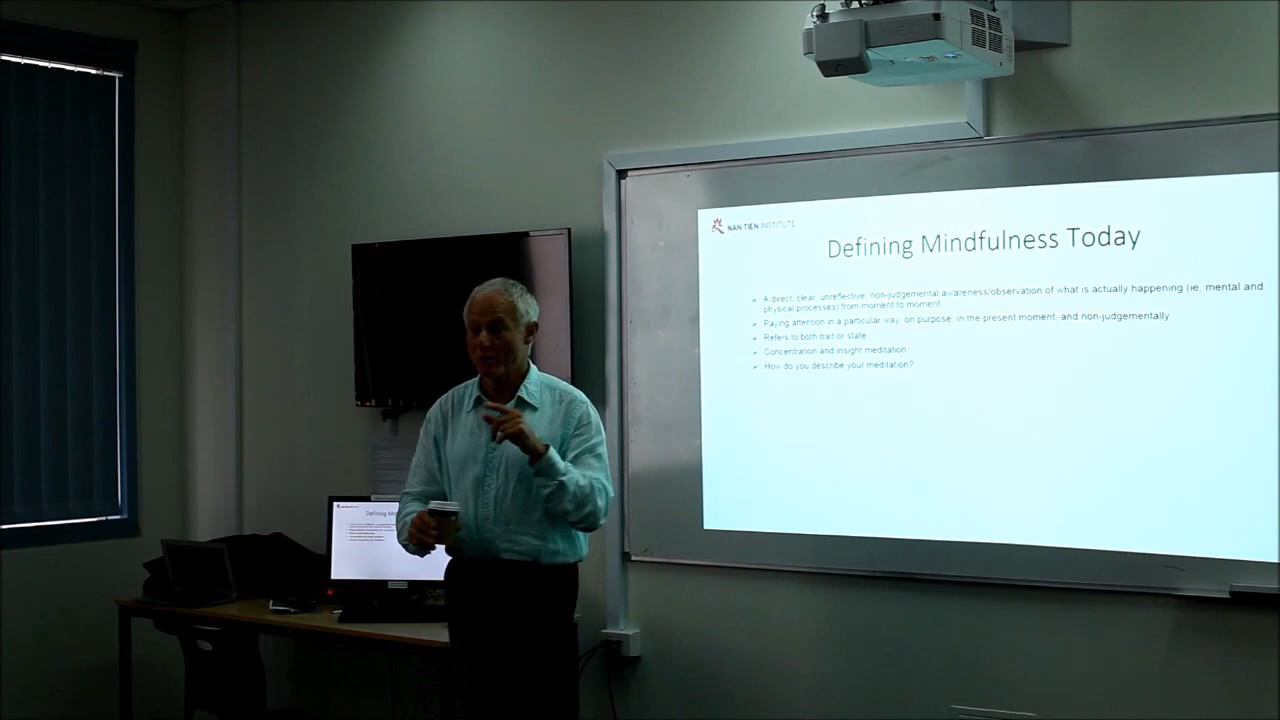 NAN TIEN INSTITUTE
Defining Mindfulness Today
A direct, clear, unreflective, non-judgemental awareness/observation of what is actually happening (ie, mental and
physical processes) from moment to moment
Paying attention in a particular way: on purpose, in the present moment, and non-judgementally
Refers to both trait or state
Concentration and insight meditation
How do you describe your meditation?
Defining Mi